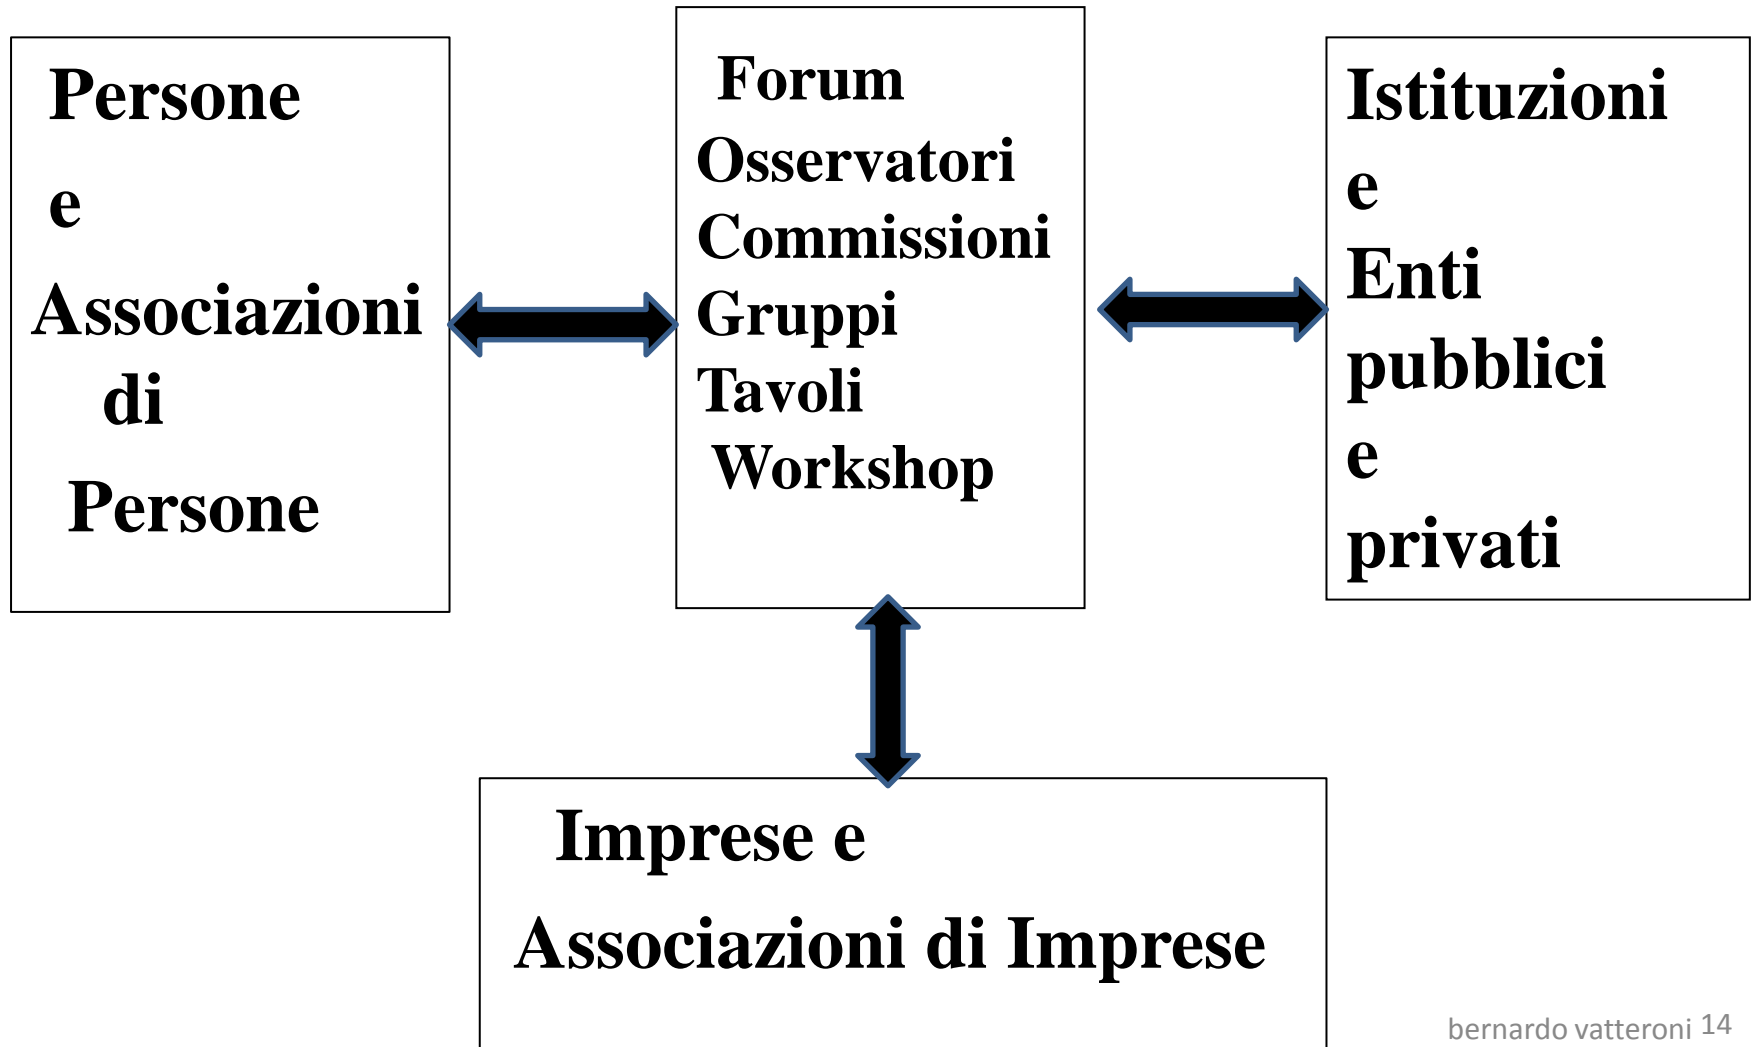 Persone
e
Associazioni
di
Persone
Forum
Osservatori
Commissioni
Gruppi
Tavoli
Workshop
Istituzioni
e
Enti
pubblici
e
privati
Imprese e
Associazioni di Imprese
bernardo vatteroni 14